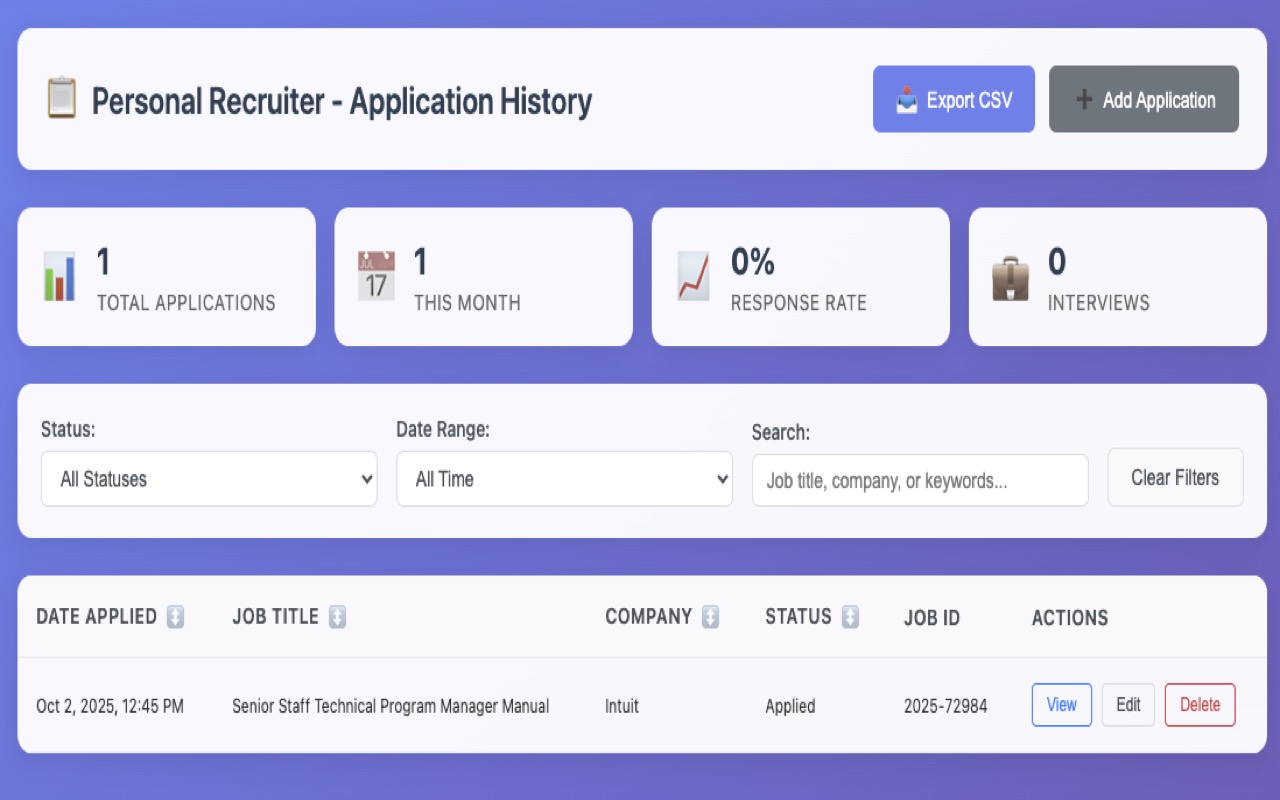 Personal Recruiter - Application History
Export CSV
Add Application
1
TOTAL APPLICATIONS
JUL
17
1
THIS MONTH
0%
RESPONSE RATE
0
INTERVIEWS
Status:
All Statuses
Date Range:
All Time
Search:
Job title, company, or keywords...
Clear Filters
DATE APPLIED JOB TITLE COMPANY STATUS JOB ID ACTIONS
Oct 2, 2025, 12:45 PM Senior Staff Technical Program Manager Manual Intuit Applied 2025-72984 View Edit Delete